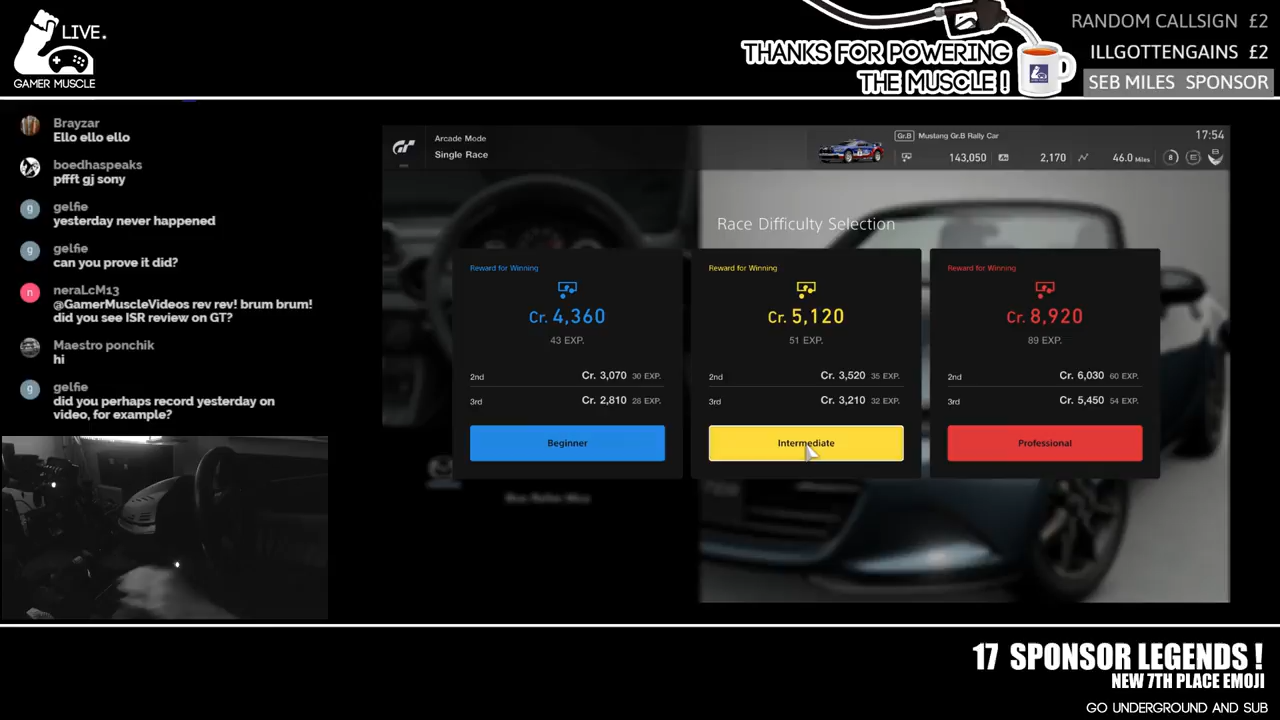 LIVE.
GAMER MUSCLE
THANKS FOR POWERING
THE MUSCLE !
RANDOM CALLSIGN £2
ILLGOTTENGAINS £2
SEB MILES SPONSOR
Brayzar
Ello ello ello
boedhaspeaks
pffft gj sony
gelfie
yesterday never happened
gelfie
can you prove it did?
neraLcM13
@GamerMuscleVideos rev rev! brum brum!
did you see ISR review on GT?
Maestro ponchik
hi
gelfie
did you perhaps record yesterday on
video, for example?
Arcade Mode
Single Race
Gr.B Mustang Gr.B Rally Car
17:54
143,050 2,170 46.0 Miles 8 E B
Race Difficulty Selection
Reward for Winning
Cr. 4,360
43 EXP.
2nd Cr. 3,070 30 EXP.
3rd Cr. 2,810 28 EXP.
Beginner
Reward for Winning
Cr. 5,120
51 EXP.
2nd Cr. 3,520 35 EXP.
3rd Cr. 3,210 32 EXP.
Intermediate
Reward for Winning
Cr. 8,920
89 EXP.
2nd Cr. 6,030 60 EXP.
3rd Cr. 5,450 54 EXP.
Professional
17 SPONSOR LEGENDS !
NEW 7TH PLACE EMOJI
GO UNDERGROUND AND SUB